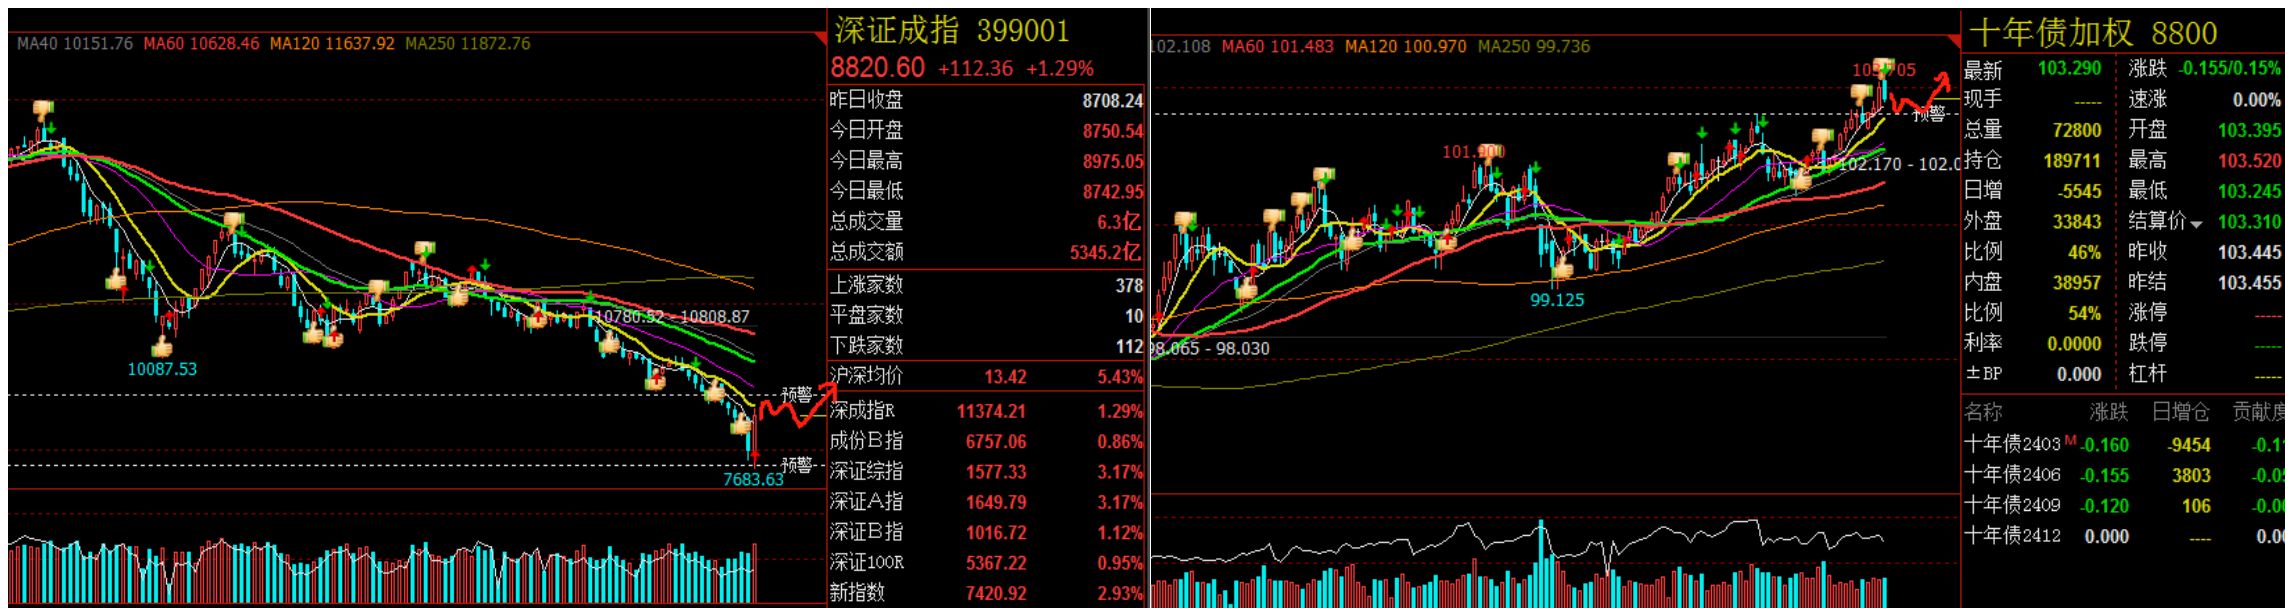 MA40 10151.76 MA60 10628.46 MA120 11637.92 MA250 11872.76
10780.52 - 10808.87
10087.53
预警
预警
7683.63
深证成指 399001
8820.60 +112.36 +1.29%
昨日收盘 8708.24
今日开盘 8750.54
今日最高 8975.05
今日最低 8742.95
总成交量 6.3亿
总成交额 5345.2亿
上涨家数 378
平盘家数 10
下跌家数 112
沪深均价 13.42 5.43%
深成指R 11374.21 1.29%
成份B指 6757.06 0.86%
深证综指 1577.33 3.17%
深证A指 1649.79 3.17%
深证B指 1016.72 1.12%
深证100R 5367.22 0.95%
新指数 7420.92 2.93%
102.108 MA60 101.483 MA120 100.970 MA250 99.736
预警
102.170 - 102.0
99.125
98.065 - 98.030
十年债加权 8800
最新 103.290 涨跌 -0.155/0.15%
现手 ----- 速涨 0.00%
总量 72800 开盘 103.395
持仓 189711 最高 103.520
日增 -5545 最低 103.245
外盘 33843 结算价 103.310
比例 46% 昨收 103.445
内盘 38957 昨结 103.455
比例 54% 涨停 -----
利率 0.0000 跌停 -----
±BP 0.000 杠杆 -----
名称 涨跌 日增仓 贡献度
十年债2403 M -0.160 -9454 -0.1
十年债2406 -0.155 3803 -0.0
十年债2409 -0.120 106 -0.0
十年债2412 0.000 ---- 0.0